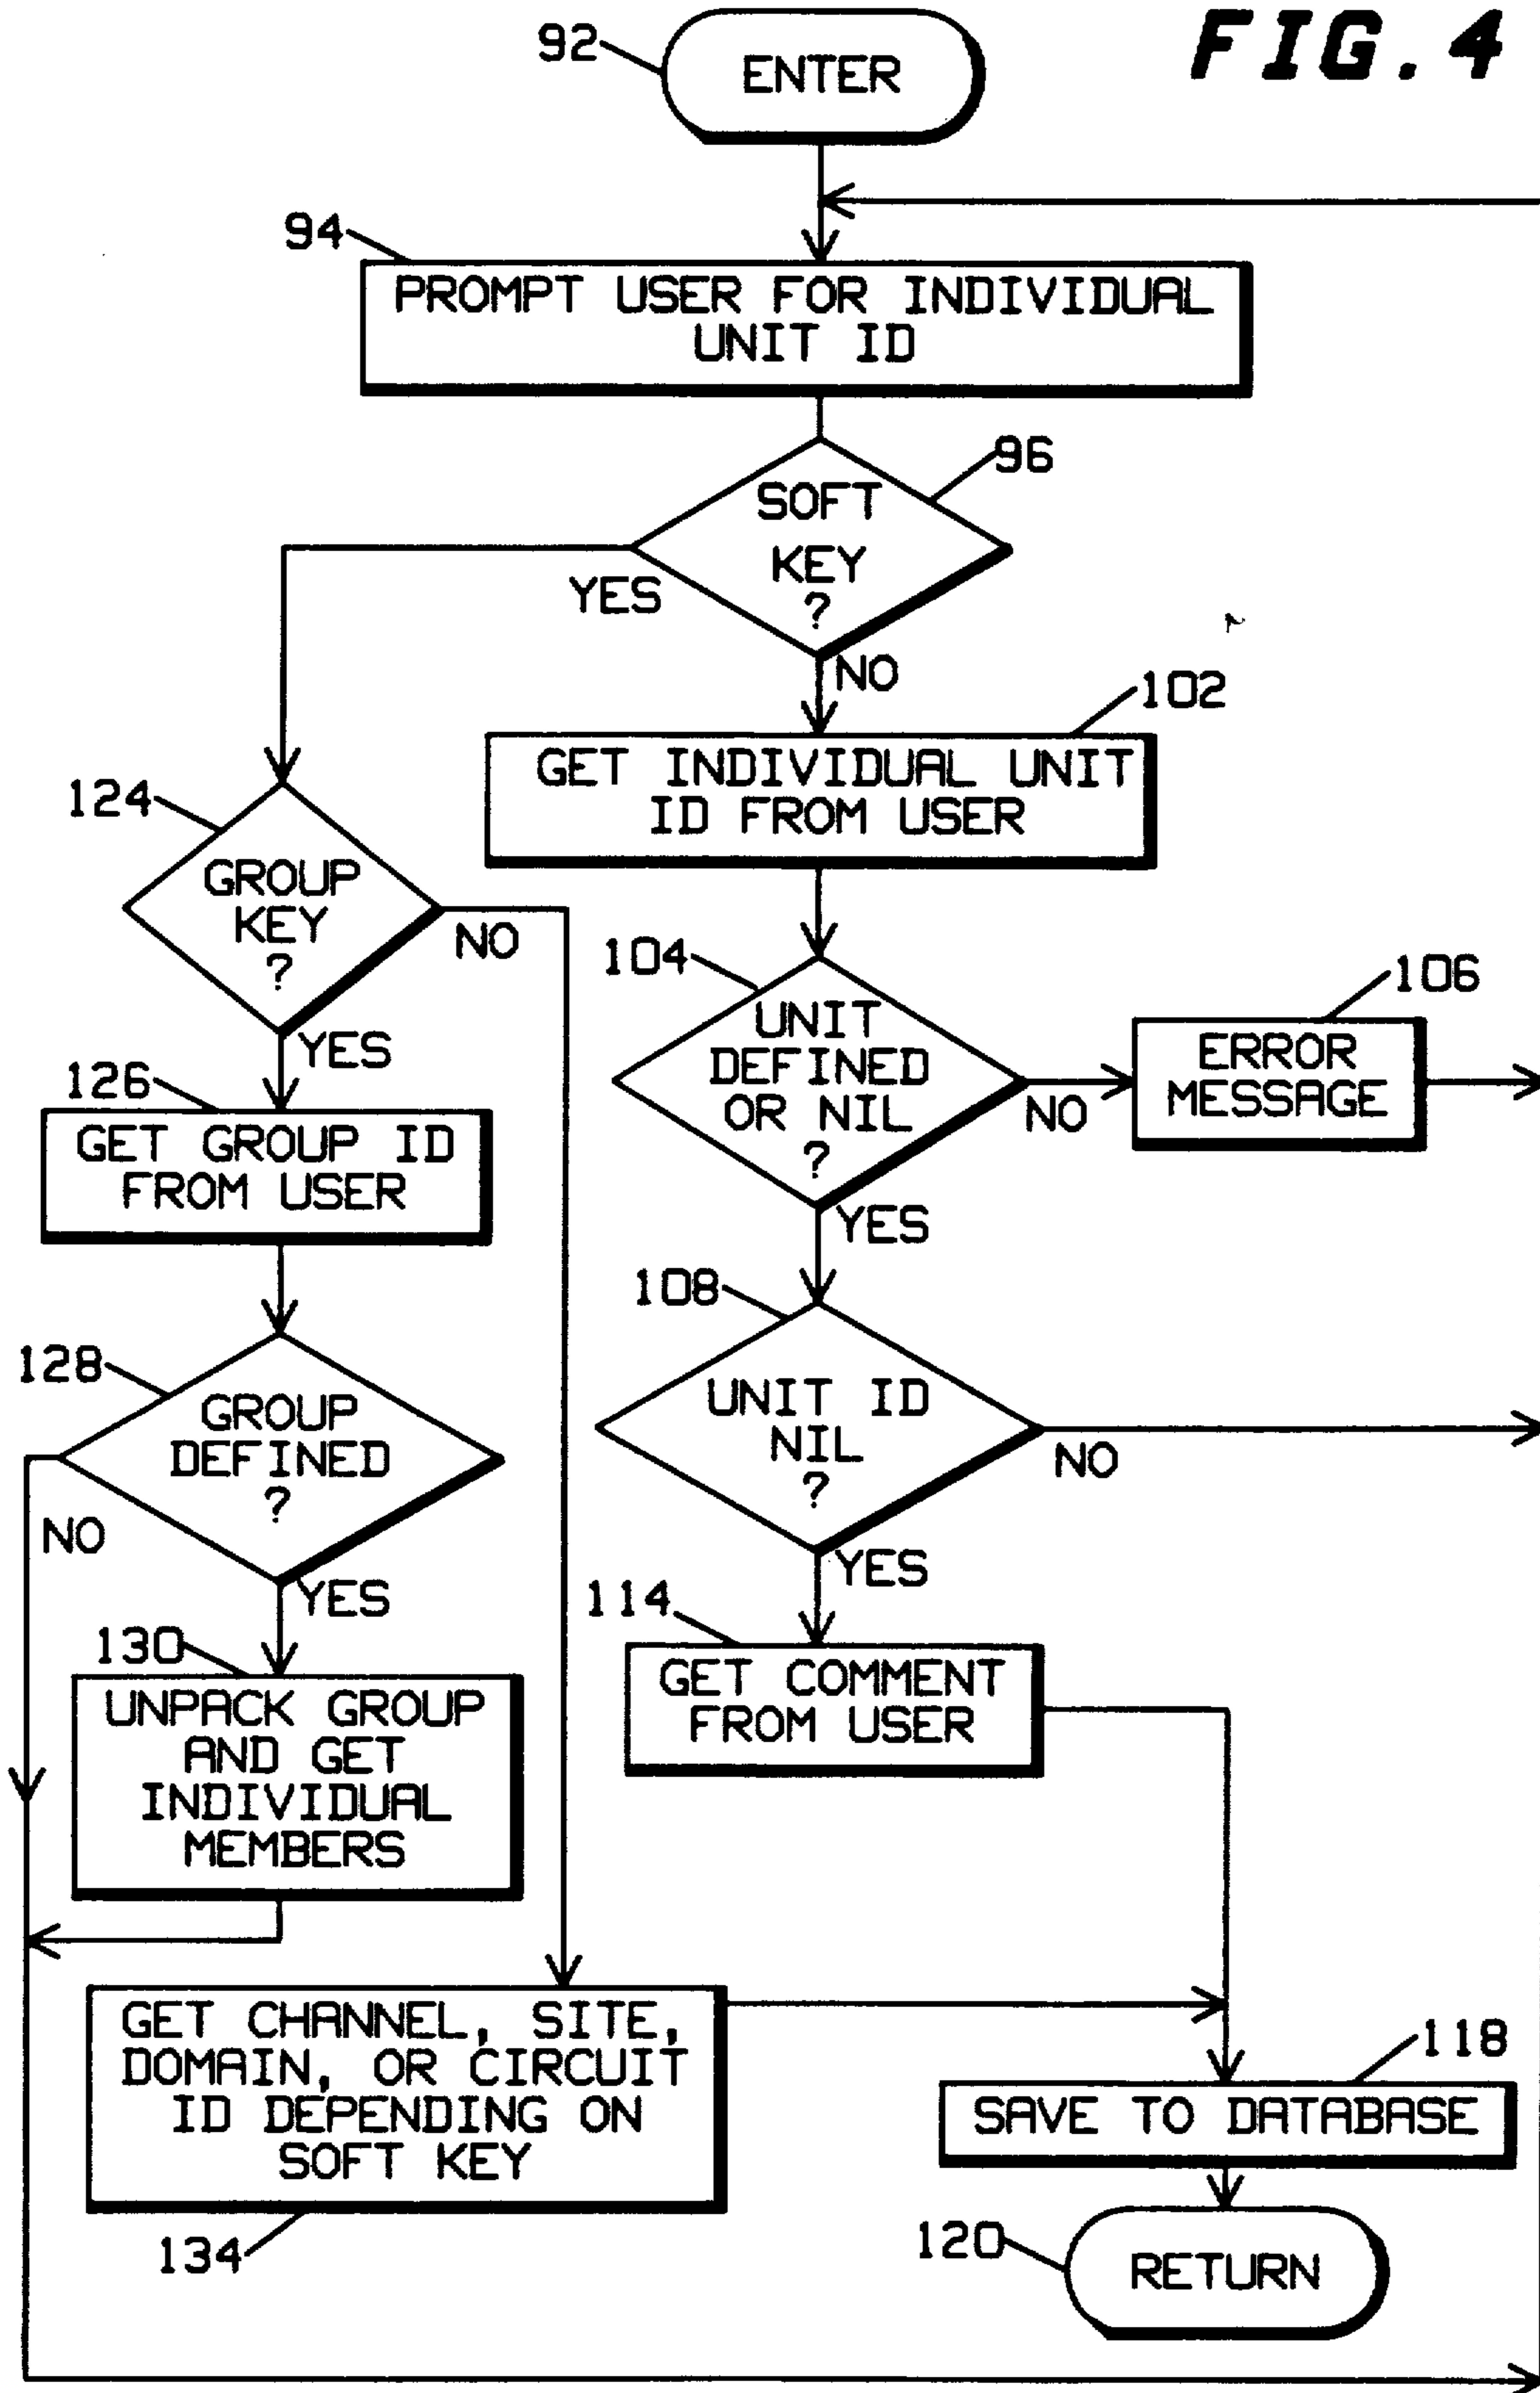 FIG. 4
92
ENTER
94
PROMPT USER FOR INDIVIDUAL
UNIT ID
96
SOFT
KEY
?
YES
NO
102
GET INDIVIDUAL UNIT
ID FROM USER
124
GROUP
KEY
?
NO
YES
104
UNIT
DEFINED
OR NIL
?
NO
YES
106
ERROR
MESSAGE
126
GET GROUP ID
FROM USER
108
UNIT ID
NIL
?
NO
YES
128
GROUP
DEFINED
?
NO
YES
114
GET COMMENT
FROM USER
130
UNPACK GROUP
AND GET
INDIVIDUAL
MEMBERS
GET CHANNEL, SITE,
DOMAIN, OR CIRCUIT
ID DEPENDING ON
SOFT KEY
134
118
SAVE TO DATABASE
120
RETURN